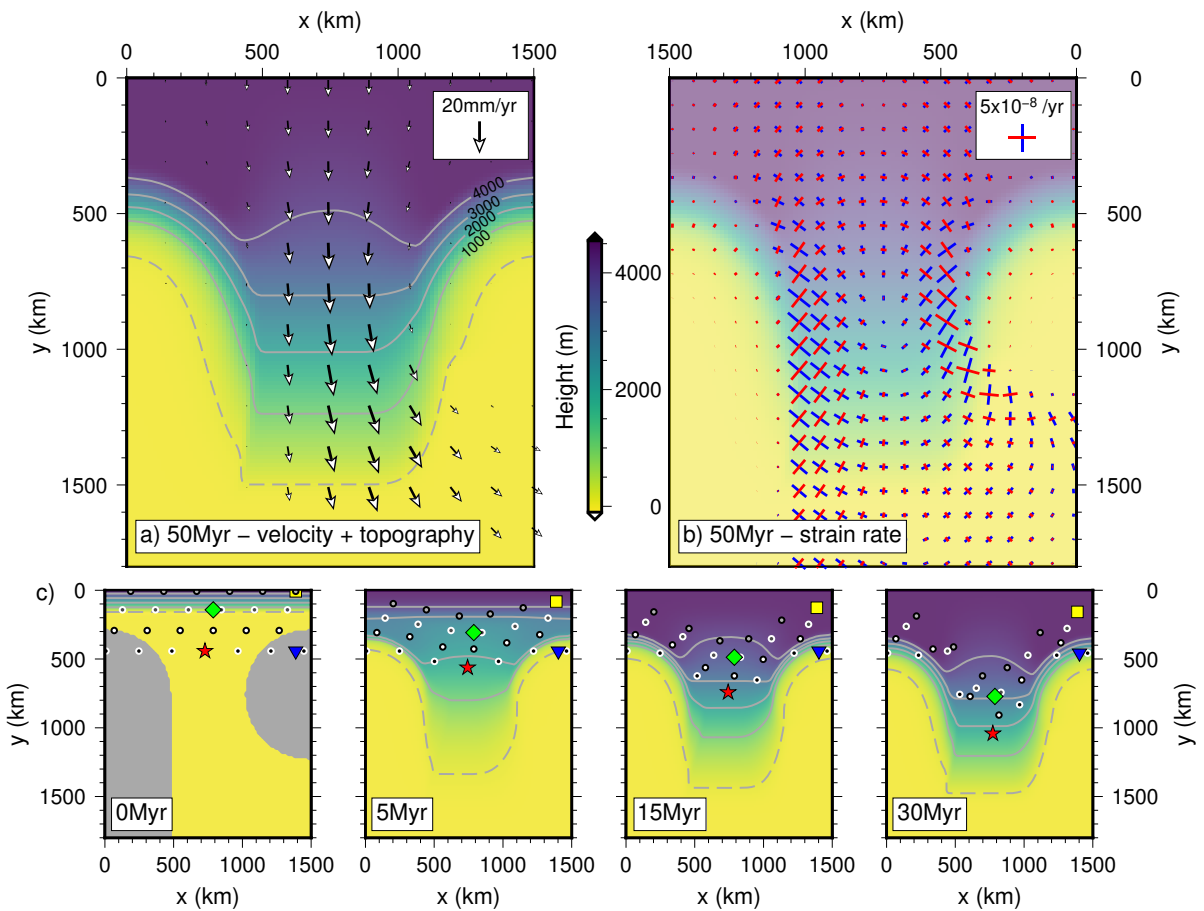 x (km)
x (km)
0 500 1000 1500
1500 1000 500 0
0
500
1000
1500
y (km)
20mm/yr
4000
3000
2000
1000
a) 50Myr − velocity + topography
Height (m)
4000
2000
0
5x10⁻⁸ /yr
b) 50Myr − strain rate
0
500
1000
1500
y (km)
c)
0
500
1000
1500
y (km)
0Myr
5Myr
15Myr
30Myr
0
500
1000
1500
y (km)
0 500 1000 1500
0 500 1000 1500
0 500 1000 1500
0 500 1000 1500
x (km)
x (km)
x (km)
x (km)